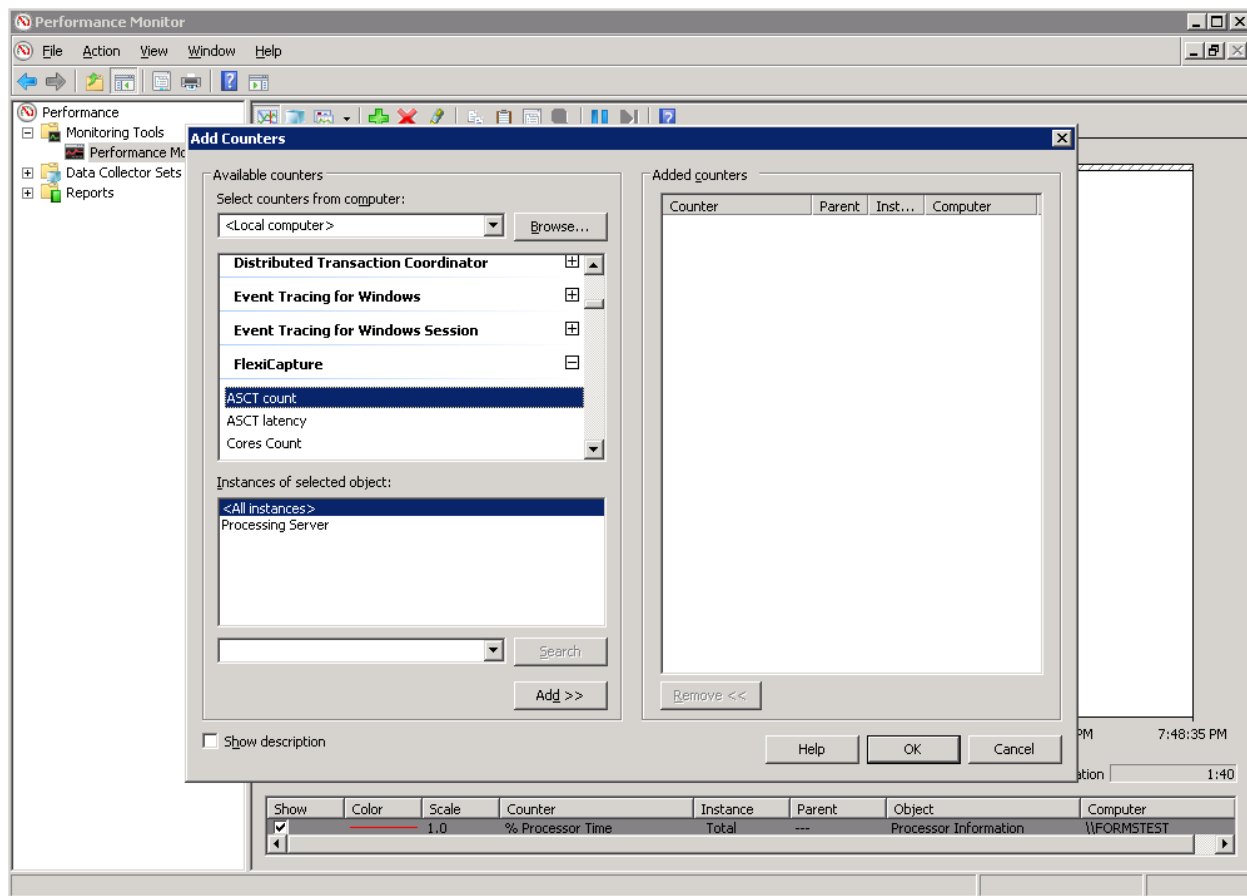 Performance Monitor
File Action View Window Help
Performance
Monitoring Tools
Performance Mo
Data Collector Sets
Reports
Add Counters
Available counters
Select counters from computer:
<Local computer>
Browse...
Distributed Transaction Coordinator
Event Tracing for Windows
Event Tracing for Windows Session
FlexiCapture
ASCT count
ASCT latency
Cores Count
Instances of selected object:
<All instances>
Processing Server
Search
Add >>
Show description
Added counters
Counter Parent Inst... Computer
Remove <<
Help OK Cancel
PM 7:48:35 PM
ation 1:40
Show Color Scale Counter Instance Parent Object Computer
1.0 % Processor Time Total --- Processor Information \\FORMSTEST